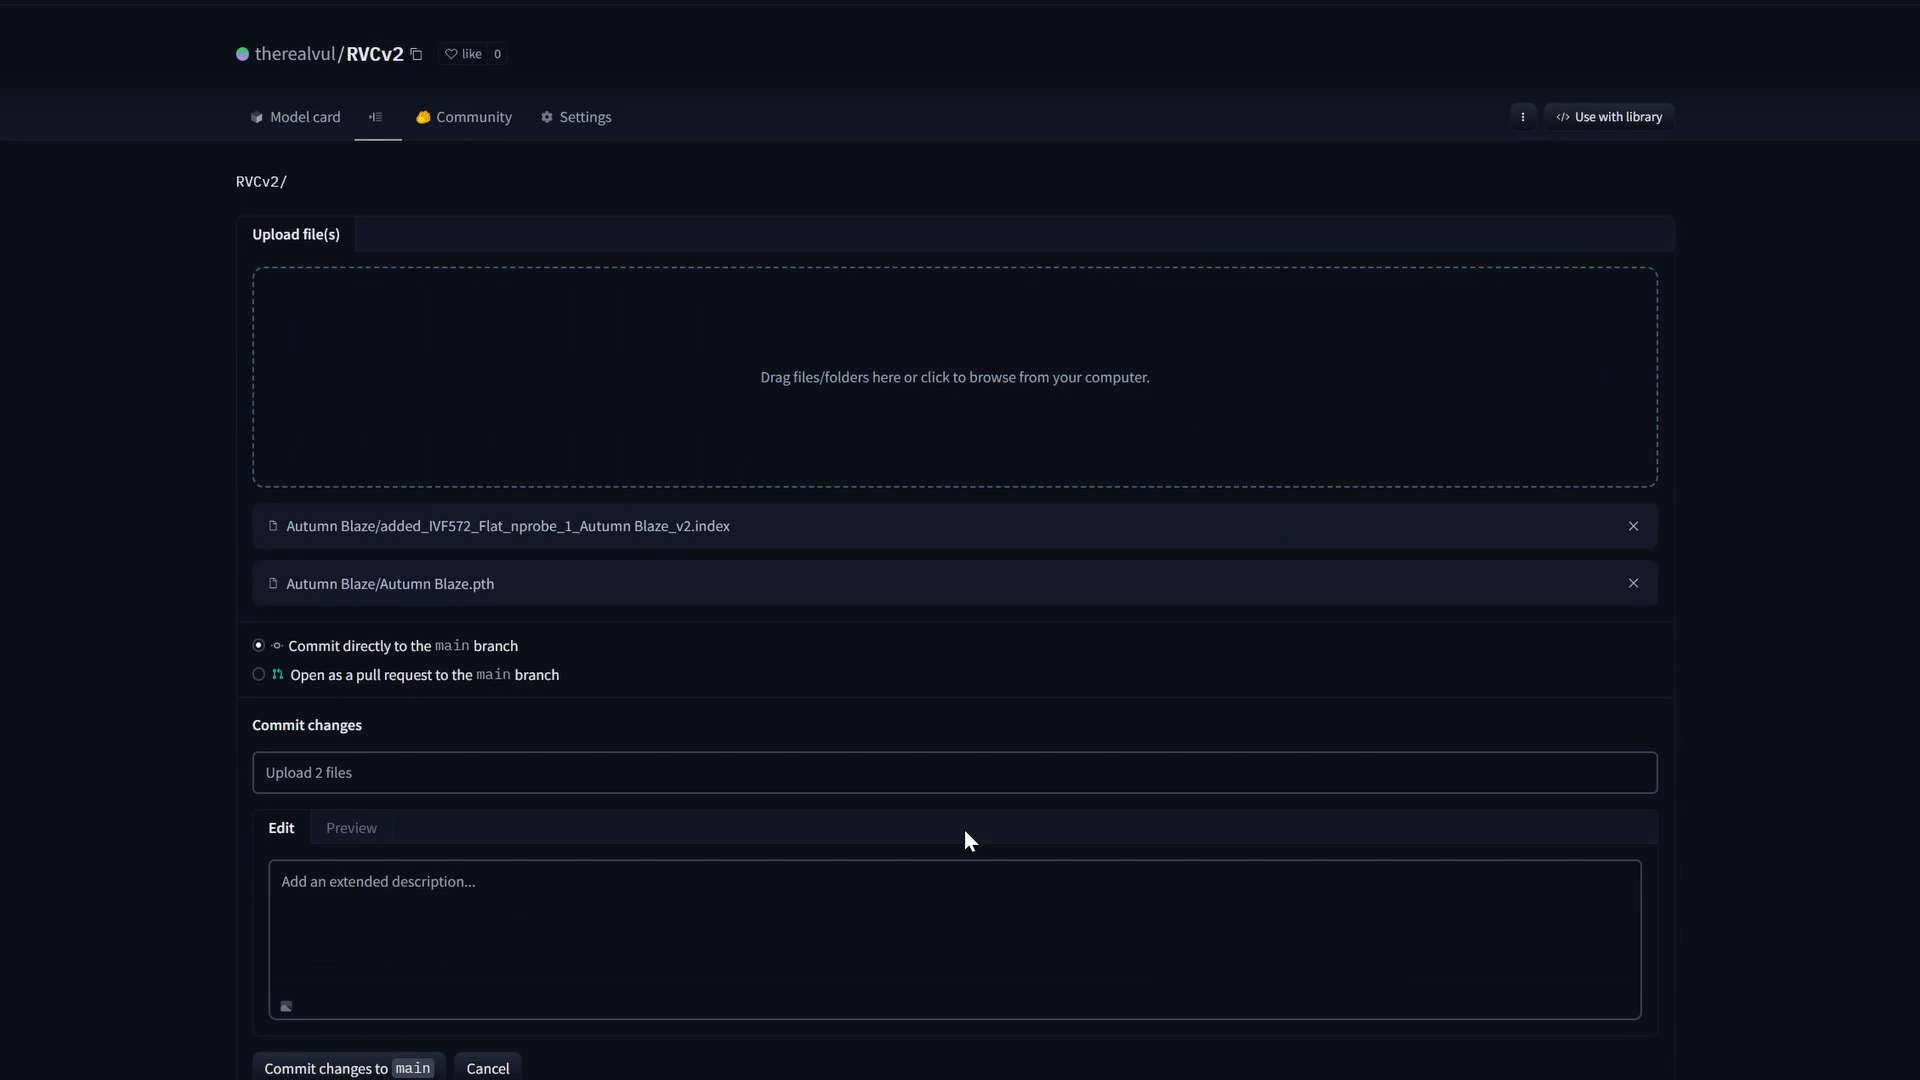 therealvul/RVCv2 like 0
Model card Community Settings Use with library
RVCv2/
Upload file(s)
Drag files/folders here or click to browse from your computer.
Autumn Blaze/added_IVF572_Flat_nprobe_1_Autumn Blaze_v2.index
Autumn Blaze/Autumn Blaze.pth
Commit directly to the main branch
Open as a pull request to the main branch
Commit changes
Upload 2 files
Edit Preview
Add an extended description...
Commit changes to main Cancel